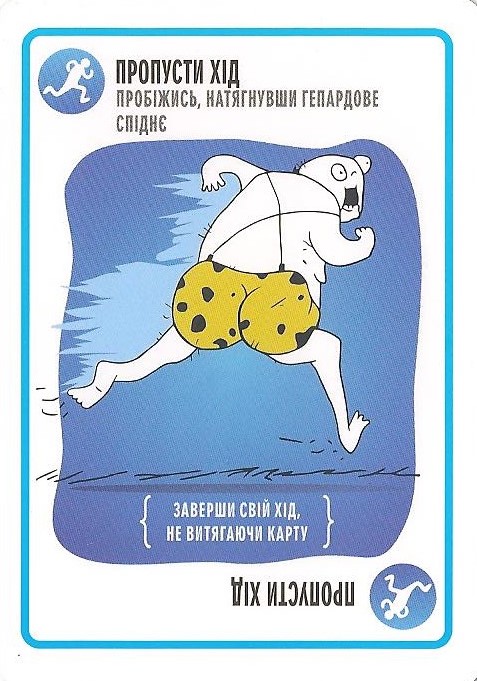 ПРОПУСТИ ХІД
ПРОБІЖИСЬ, НАТЯГНУВШИ ГЕПАРДОВЕ
СПІДНЄ
ЗАВЕРШИ СВІЙ ХІД,
НЕ ВИТЯГАЮЧИ КАРТУ
ПРОПУСТИ ХІД